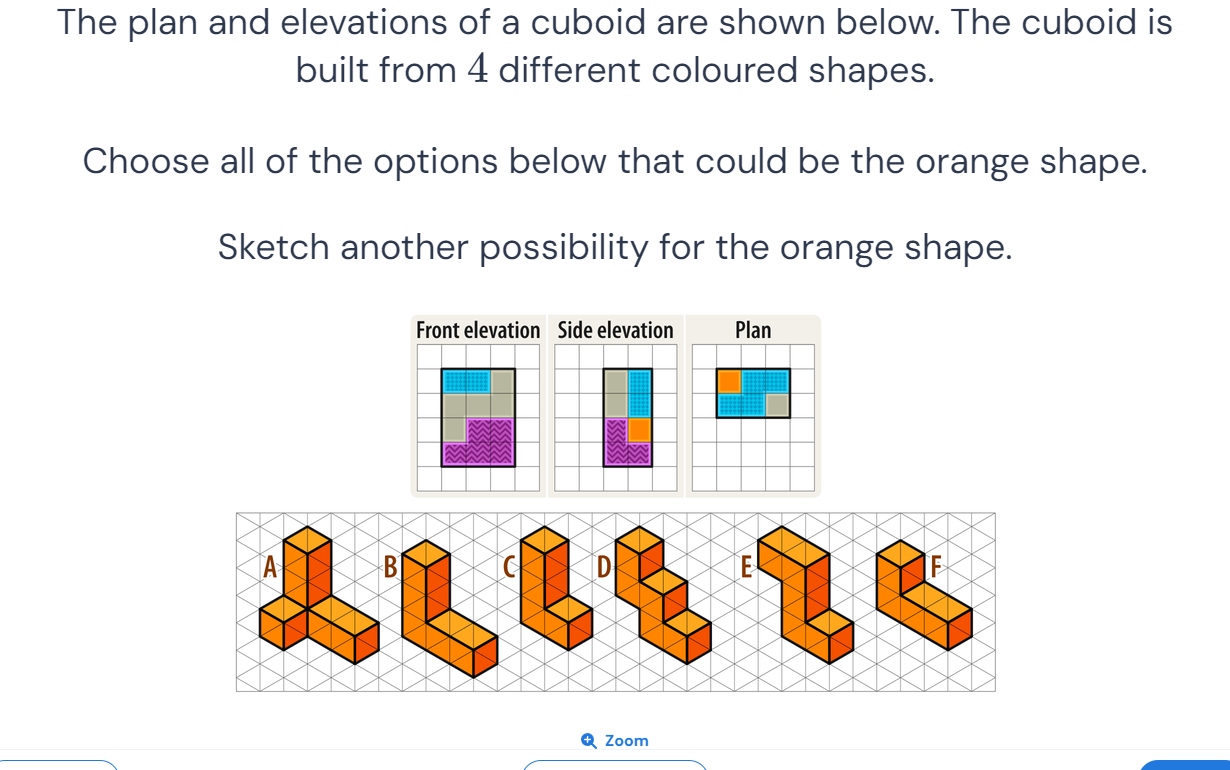 The plan and elevations of a cuboid are shown below. The cuboid is
built from 4 different coloured shapes.
Choose all of the options below that could be the orange shape.
Sketch another possibility for the orange shape.
Front elevation Side elevation Plan
A B C D E F
Zoom